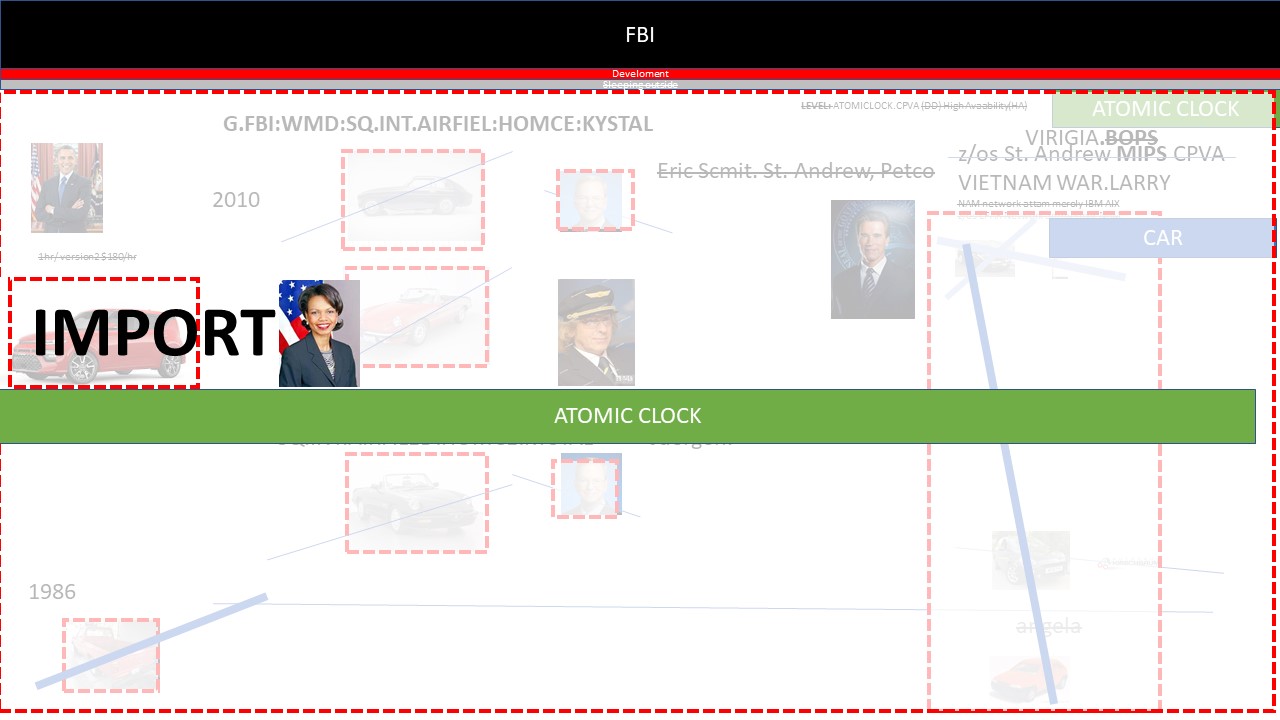 FBI
Develoment
Sleeping outside
LEVEL: ATOMICLOCK.CPVA (DD) High Avaability(HA)
ATOMIC CLOCK
G.FBI:WMD:SQ.INT.AIRFIEL:HOMCE:KYSTAL
VIRIGIA.BOPS
z/os St. Andrew MIPS CPVA
Eric Scmit. St. Andrew, Petco
VIETNAM WAR.LARRY
2010
NAM network attam meroly IBM AIX
CAR
1hr/ version2 $180/hr
IMPORT
ATOMIC CLOCK
1986
angela